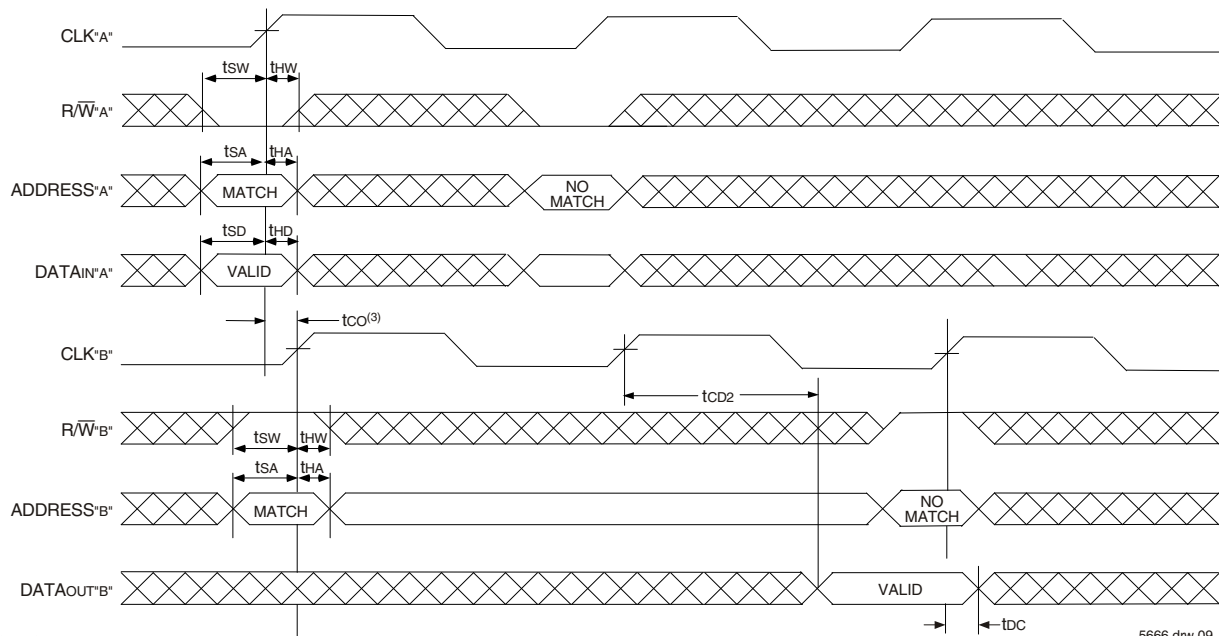 CLK"A"
tSW tHW
R/W̅"A"
tSA tHA
ADDRESS"A" MATCH NO MATCH
tSD tHD
DATAIN"A" VALID
tCO(3)
CLK"B"
tCD2
R/W̅"B"
tSW tHW
tSA tHA
ADDRESS"B" MATCH NO MATCH
DATAOUT"B" VALID
tDC
5666 drw 09